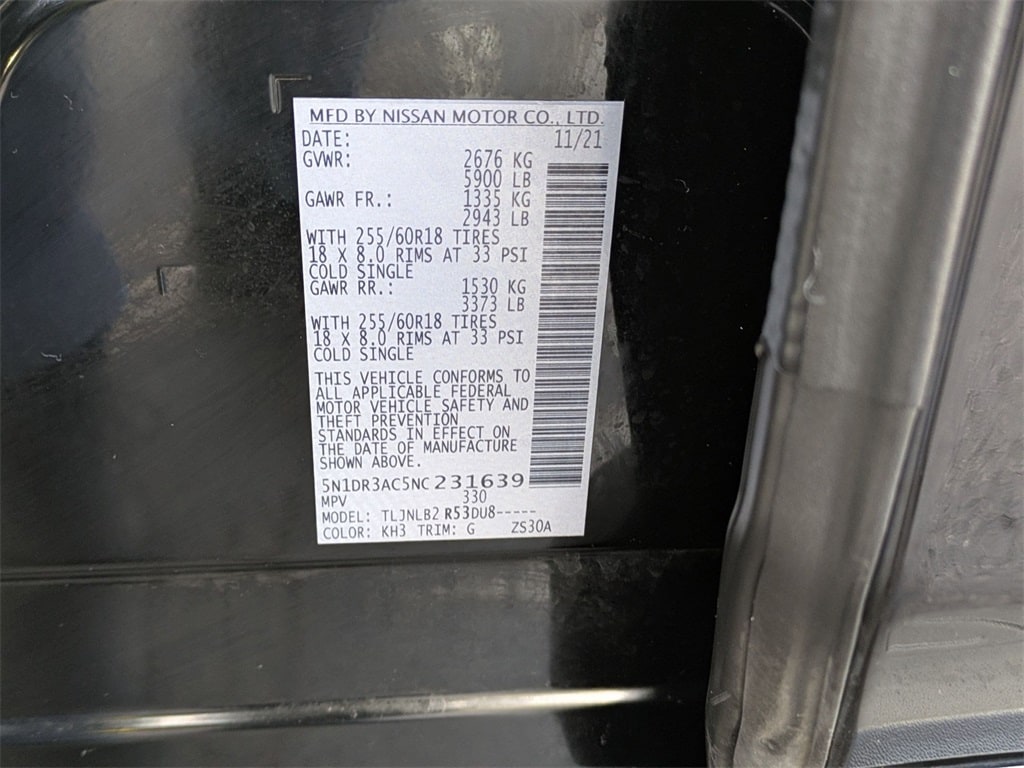 MFD BY NISSAN MOTOR CO., LTD.
DATE: 11/21
GVWR: 2676 KG
5900 LB
GAWR FR.: 1335 KG
2943 LB
WITH 255/60R18 TIRES
18 X 8.0 RIMS AT 33 PSI
COLD SINGLE
GAWR RR.: 1530 KG
3373 LB
WITH 255/60R18 TIRES
18 X 8.0 RIMS AT 33 PSI
COLD SINGLE
THIS VEHICLE CONFORMS TO
ALL APPLICABLE FEDERAL
MOTOR VEHICLE SAFETY AND
THEFT PREVENTION
STANDARDS IN EFFECT ON
THE DATE OF MANUFACTURE
SHOWN ABOVE.
5N1DR3AC5NC231639
MPV 330
MODEL: TLJNLB2 R53DU8-----
COLOR: KH3 TRIM: G ZS30A